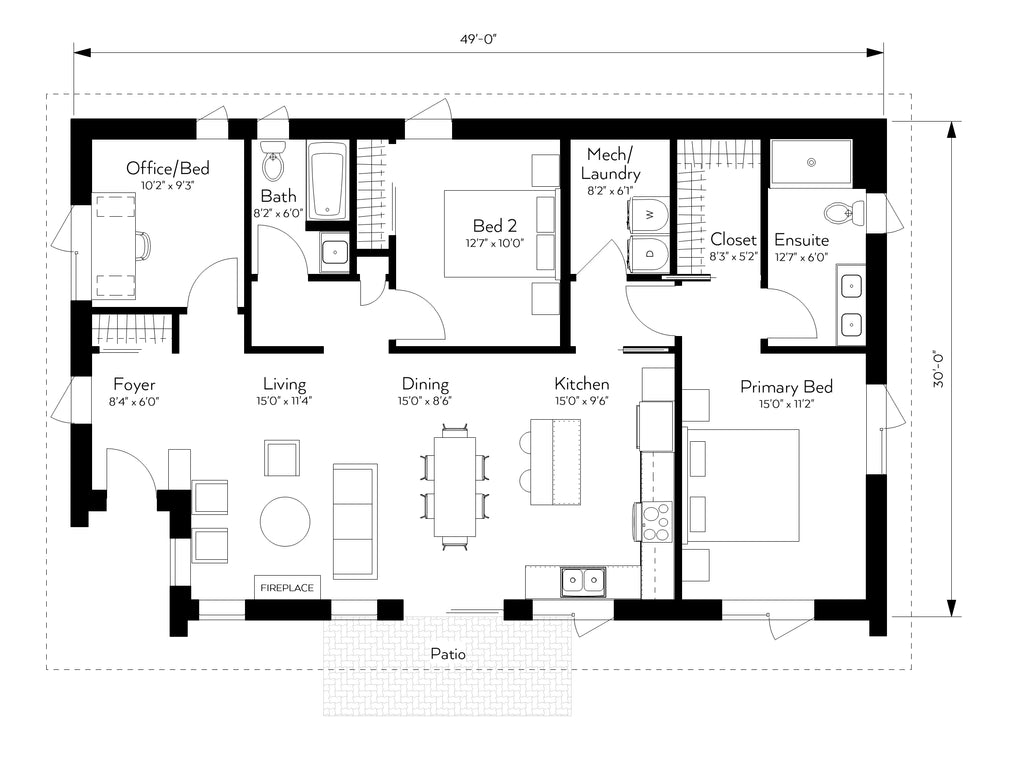 49'-0"
Office/Bed
10'2" x 9'3"
Bath
8'2" x 6'0"
Bed 2
12'7" x 10'0"
Mech/
Laundry
8'2" x 6'1"
W
D
Closet
8'3" x 5'2"
Ensuite
12'7" x 6'0"
30'-0"
Foyer
8'4" x 6'0"
Living
15'0" x 11'4"
Dining
15'0" x 8'6"
Kitchen
15'0" x 9'6"
Primary Bed
15'0" x 11'2"
FIREPLACE
Patio